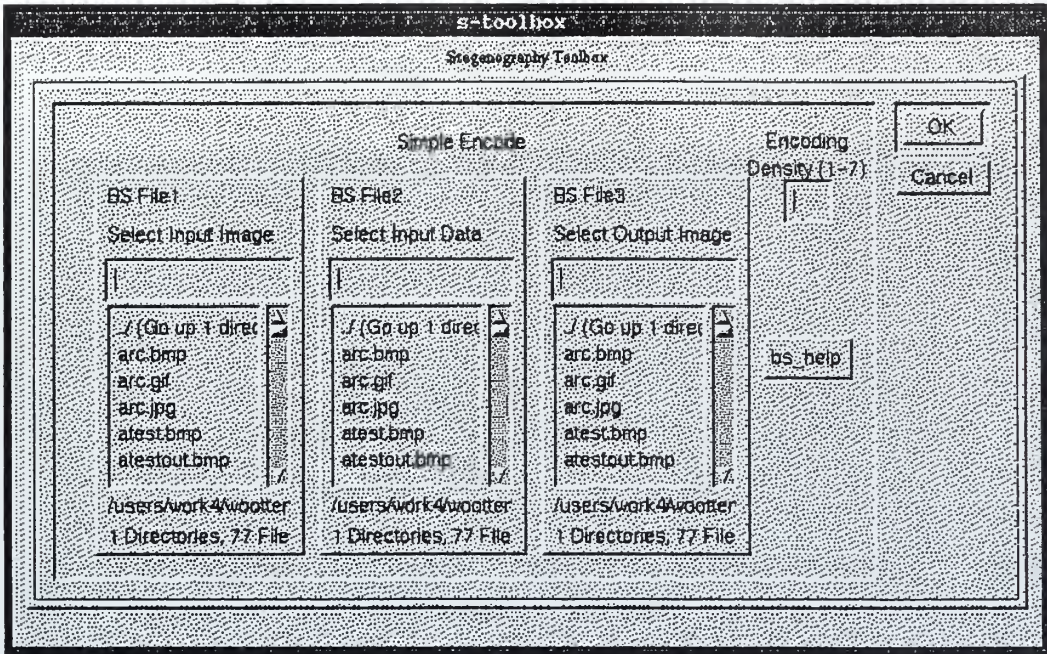 s-toolbox
Stegenography Toolbox
Simple Encode
Encoding
Density (1-7)
OK
Cancel
BS File1
Select Input Image
../ (Go up 1 direc
arc.bmp
arc.gif
arc.jpg
atest.bmp
atestout.bmp
/users/work4/wootter
1 Directories, 77 File
BS File2
Select Input Data
../ (Go up 1 direc
arc.bmp
arc.gif
arc.jpg
atest.bmp
atestout.bmp
/users/work4/wootter
1 Directories, 77 File
BS File3
Select Output Image
../ (Go up 1 direc
arc.bmp
arc.gif
arc.jpg
atest.bmp
atestout.bmp
/users/work4/wootter
1 Directories, 77 File
bs_help